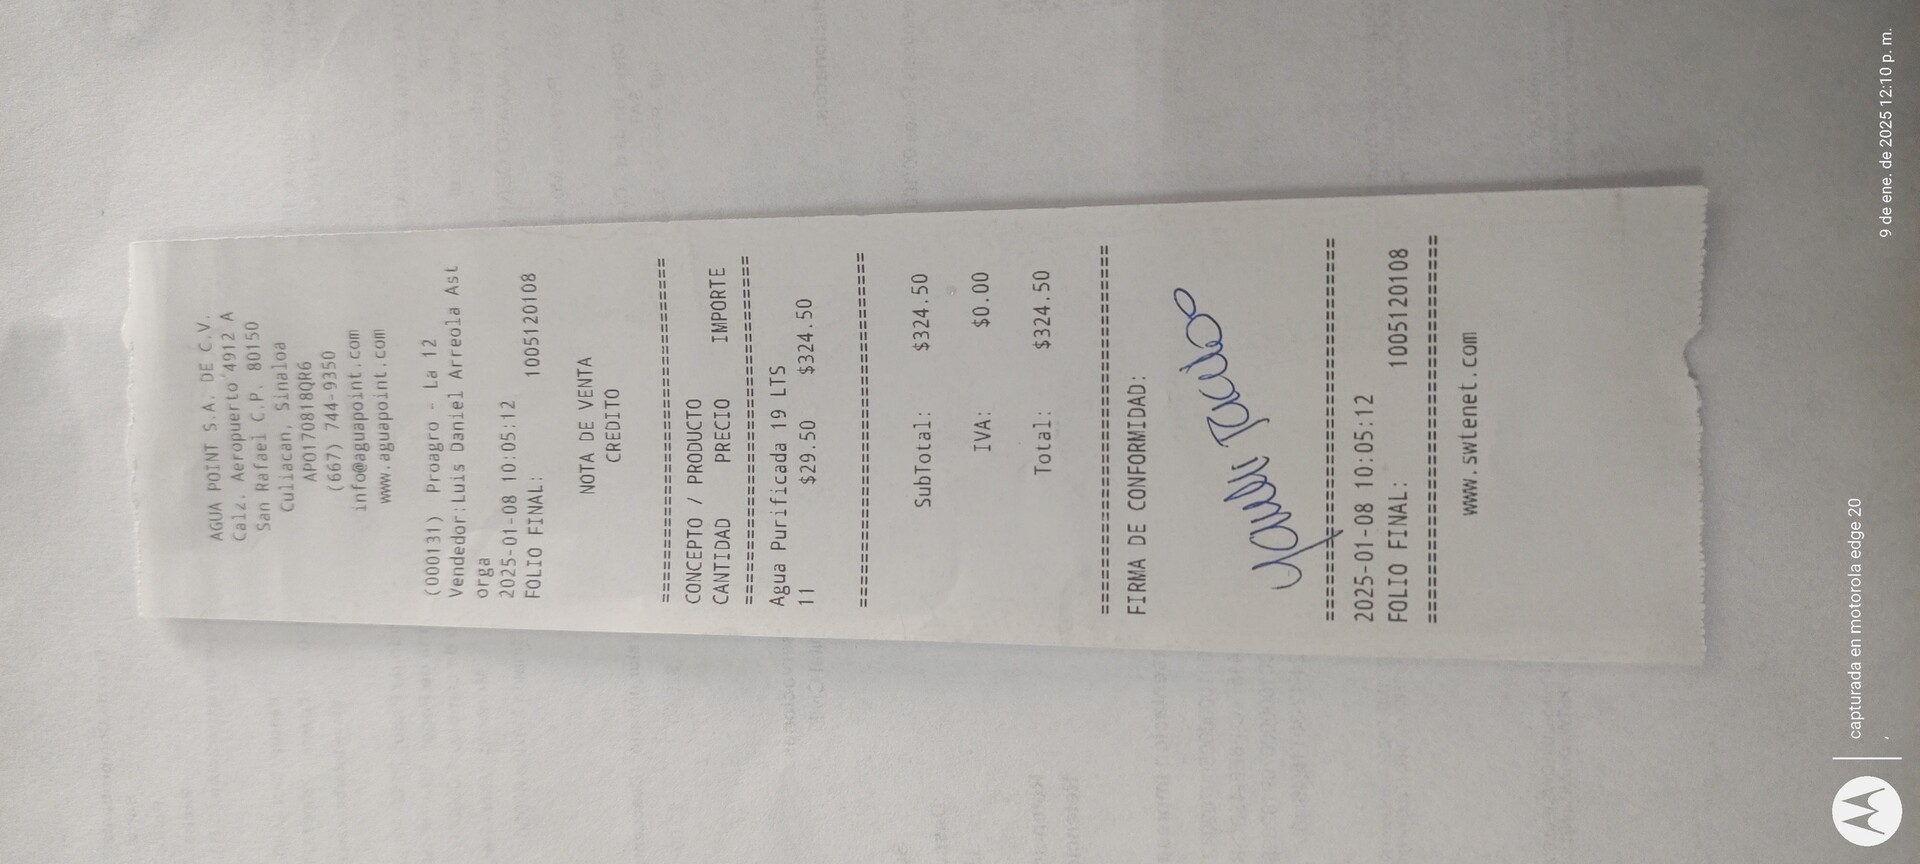 AGUA POINT S.A. DE C.V.
Calz. Aeropuerto 4912 A
San Rafael C.P. 80150
Culiacan, Sinaloa
APO170818QR6
(667) 744-9350
info@aguapoint.com
www.aguapoint.com
(000131) Proagro - La 12
Vendedor:Luis Daniel Arreola Ast
orga
2025-01-08 10:05:12
FOLIO FINAL: 1005120108
NOTA DE VENTA
CREDITO
================================
CONCEPTO / PRODUCTO
CANTIDAD PRECIO IMPORTE
================================
Agua Purificada 19 LTS
11 $29.50 $324.50
================================
SubTotal: $324.50
IVA: $0.00
Total: $324.50
================================
FIRMA DE CONFORMIDAD:
================================
2025-01-08 10:05:12
FOLIO FINAL: 1005120108
================================
www.swtenet.com
capturada en motorola edge 20
9 de ene. de 2025 12:10 p. m.